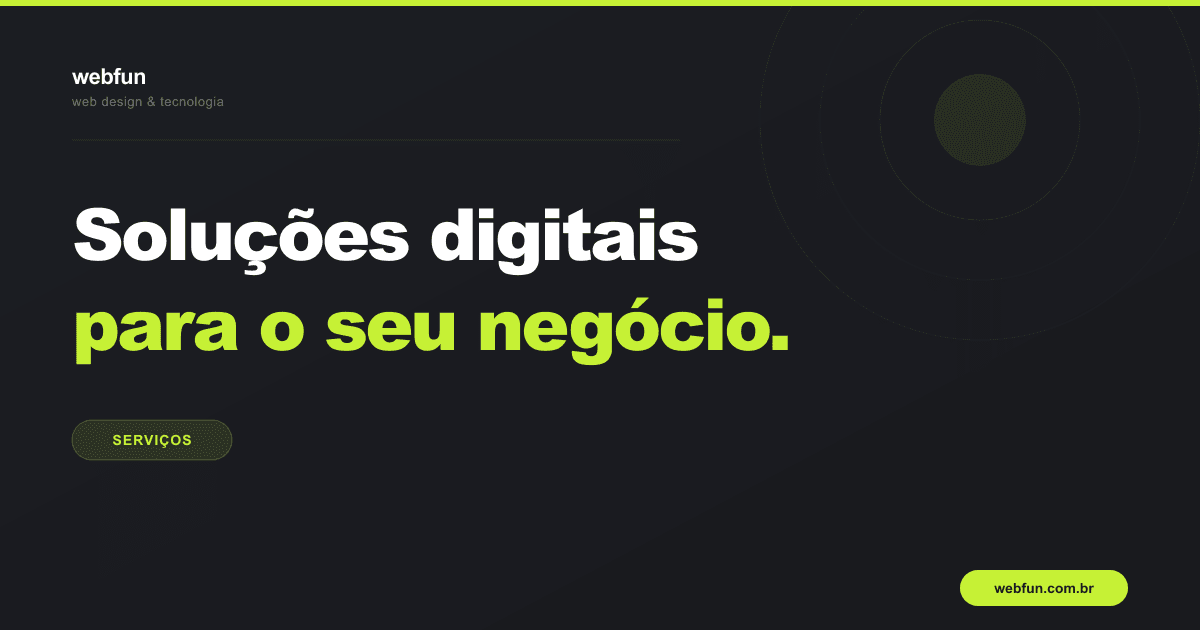 webfun
web design & tecnologia
Soluções digitais
para o seu negócio.
SERVIÇOS
webfun.com.br